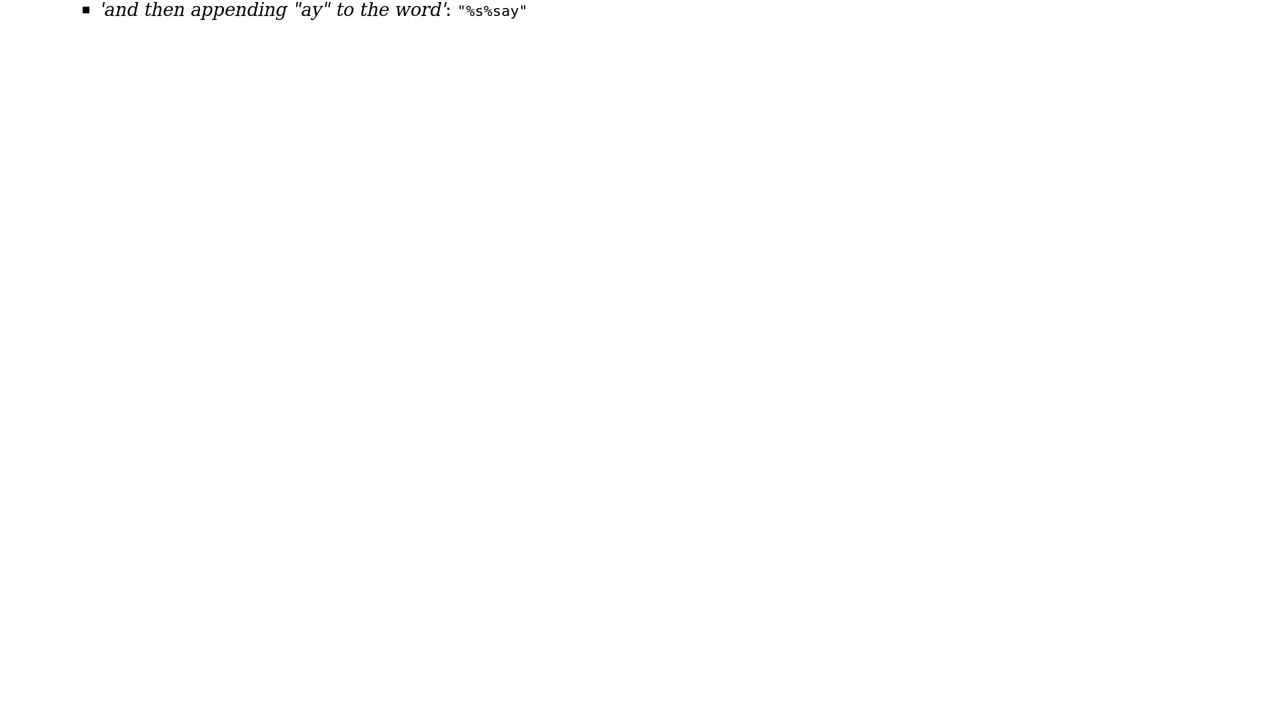 ▪ 'and then appending "ay" to the word': "%s%say"